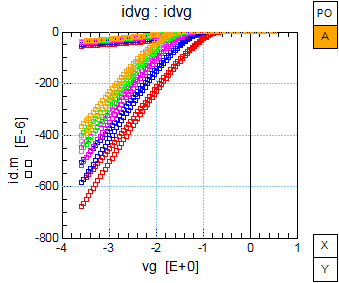 idvg : idvg
PO
A
0
-200
-400
-600
-800
id.m [E-6]
-4 -3 -2 -1 0 1
vg [E+0]
X
Y